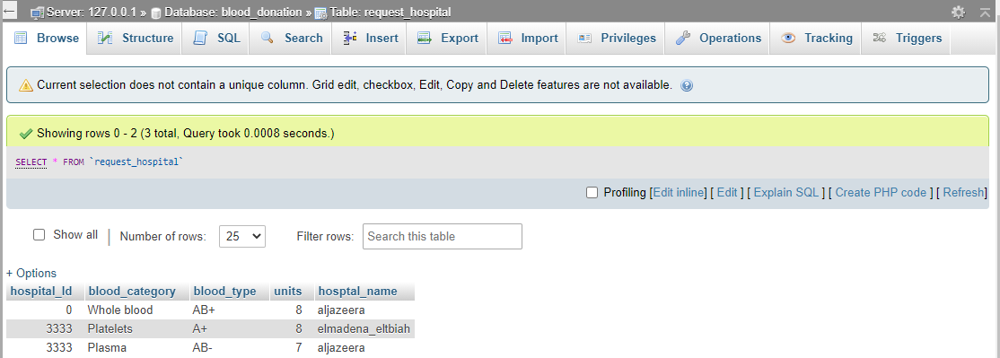 Server: 127.0.0.1 » Database: blood_donation » Table: request_hospital
Browse Structure SQL Search Insert Export Import Privileges Operations Tracking Triggers
Current selection does not contain a unique column. Grid edit, checkbox, Edit, Copy and Delete features are not available.
Showing rows 0 - 2 (3 total, Query took 0.0008 seconds.)
SELECT * FROM `request_hospital`
Profiling [Edit inline] [ Edit ] [ Explain SQL ] [ Create PHP code ] [ Refresh]
Show all | Number of rows: 25 Filter rows: Search this table
+ Options
hospital_Id blood_category blood_type units hosptal_name
0 Whole blood AB+ 8 aljazeera
3333 Platelets A+ 8 elmadena_eltbiah
3333 Plasma AB- 7 aljazeera